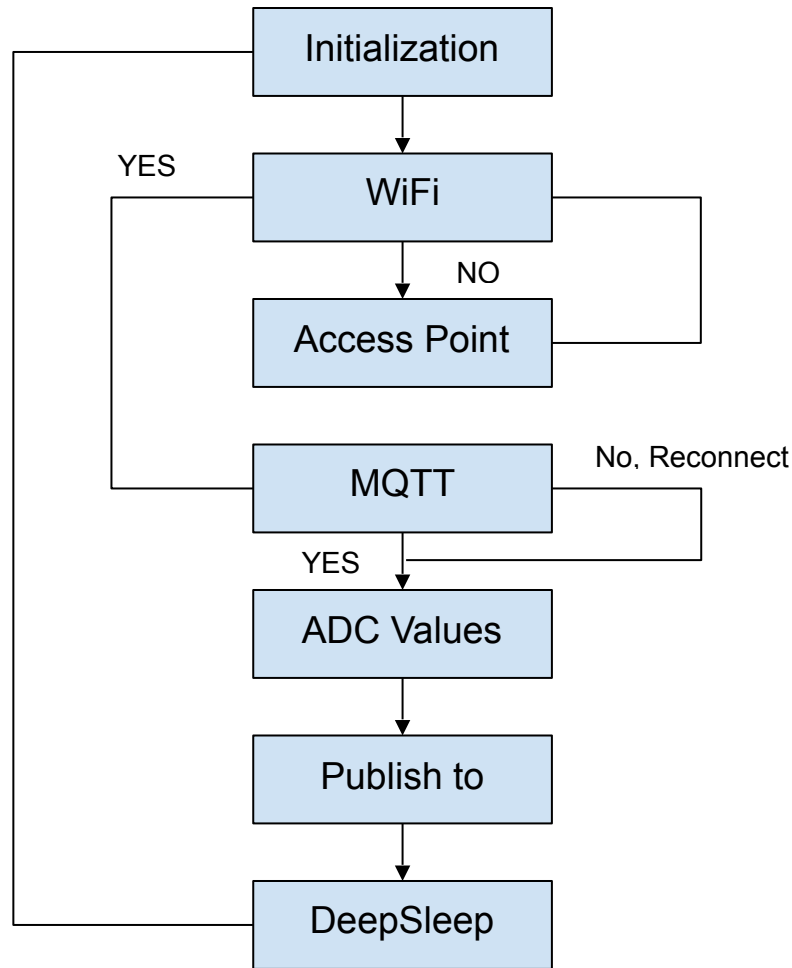 Initialization
YES
WiFi
NO
Access Point
No, Reconnect
MQTT
YES
ADC Values
Publish to
DeepSleep